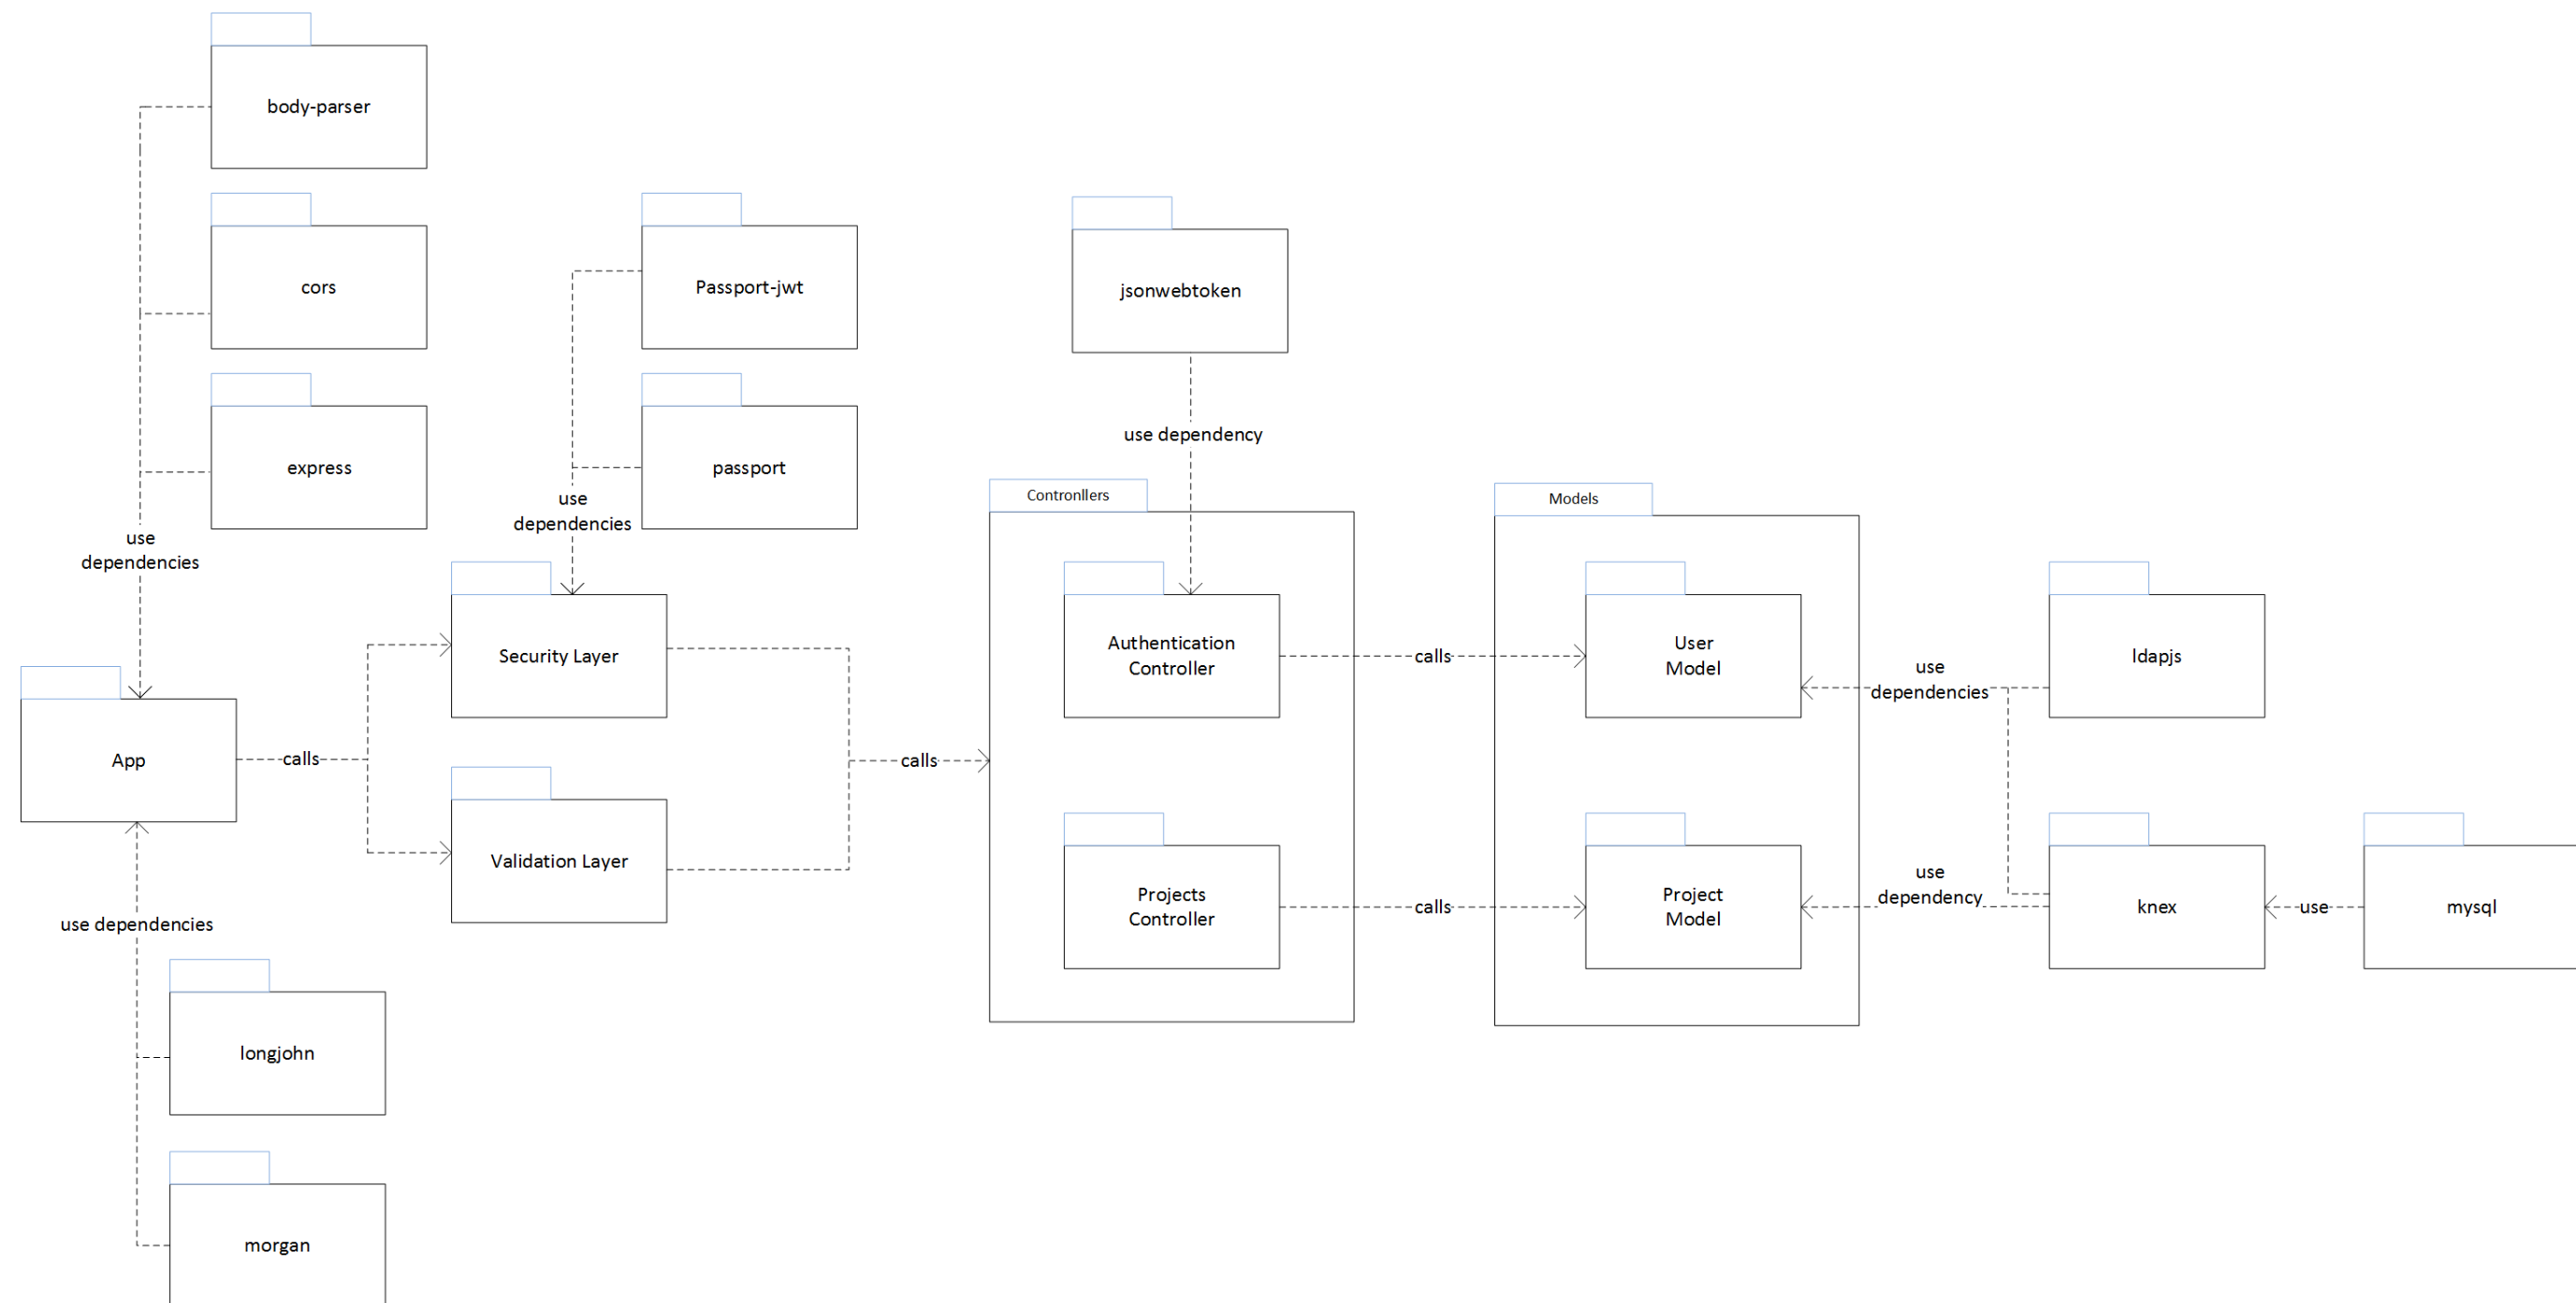 body-parser
cors
Passport-jwt
jsonwebtoken
express
passport
use dependency
use
dependencies
Contronllers
Models
use
dependencies
Security Layer
Authentication
Controller
calls
User
Model
use
dependencies
ldapjs
App
calls
calls
Validation Layer
Projects
Controller
calls
Project
Model
use
dependency
knex
use
mysql
use dependencies
longjohn
morgan